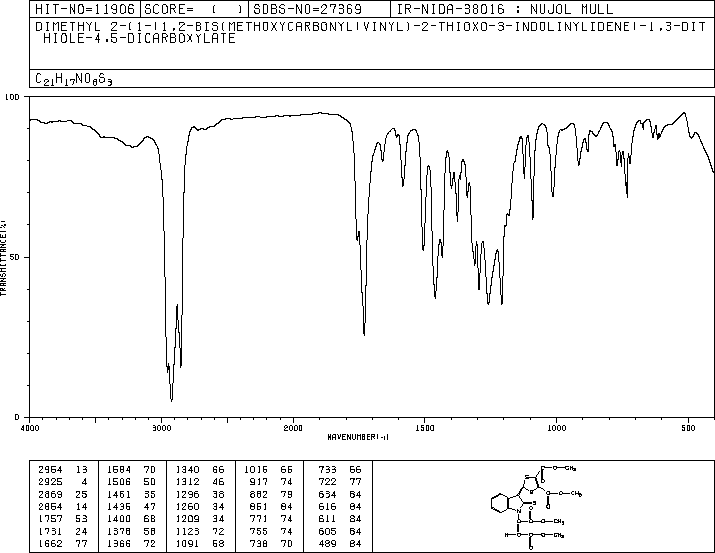 HIT-NO=11906 SCORE= ( ) SDBS-NO=27369 IR-NIDA-38016 : NUJOL MULL
DIMETHYL 2-(1-(1,2-BIS(METHOXYCARBONYL)VINYL)-2-THIOXO-3-INDOLINYLIDENE)-1,3-DIT
HIOLE-4,5-DICARBOXYLATE
C21H17NO8S3
100
50
0
TRANSMITTANCE(%)
4000 3000 2000 1500 1000 500
WAVENUMBER(-1)
2954 13 1584 70 1340 66 1016 66 733 66
2925 4 1506 50 1312 46 917 74 722 77
2869 25 1461 35 1296 38 882 79 634 84
2854 14 1436 47 1260 34 851 84 616 84
1757 53 1400 68 1209 34 771 74 611 84
1731 24 1378 58 1123 72 755 74 605 84
1662 77 1366 72 1091 58 738 70 489 84